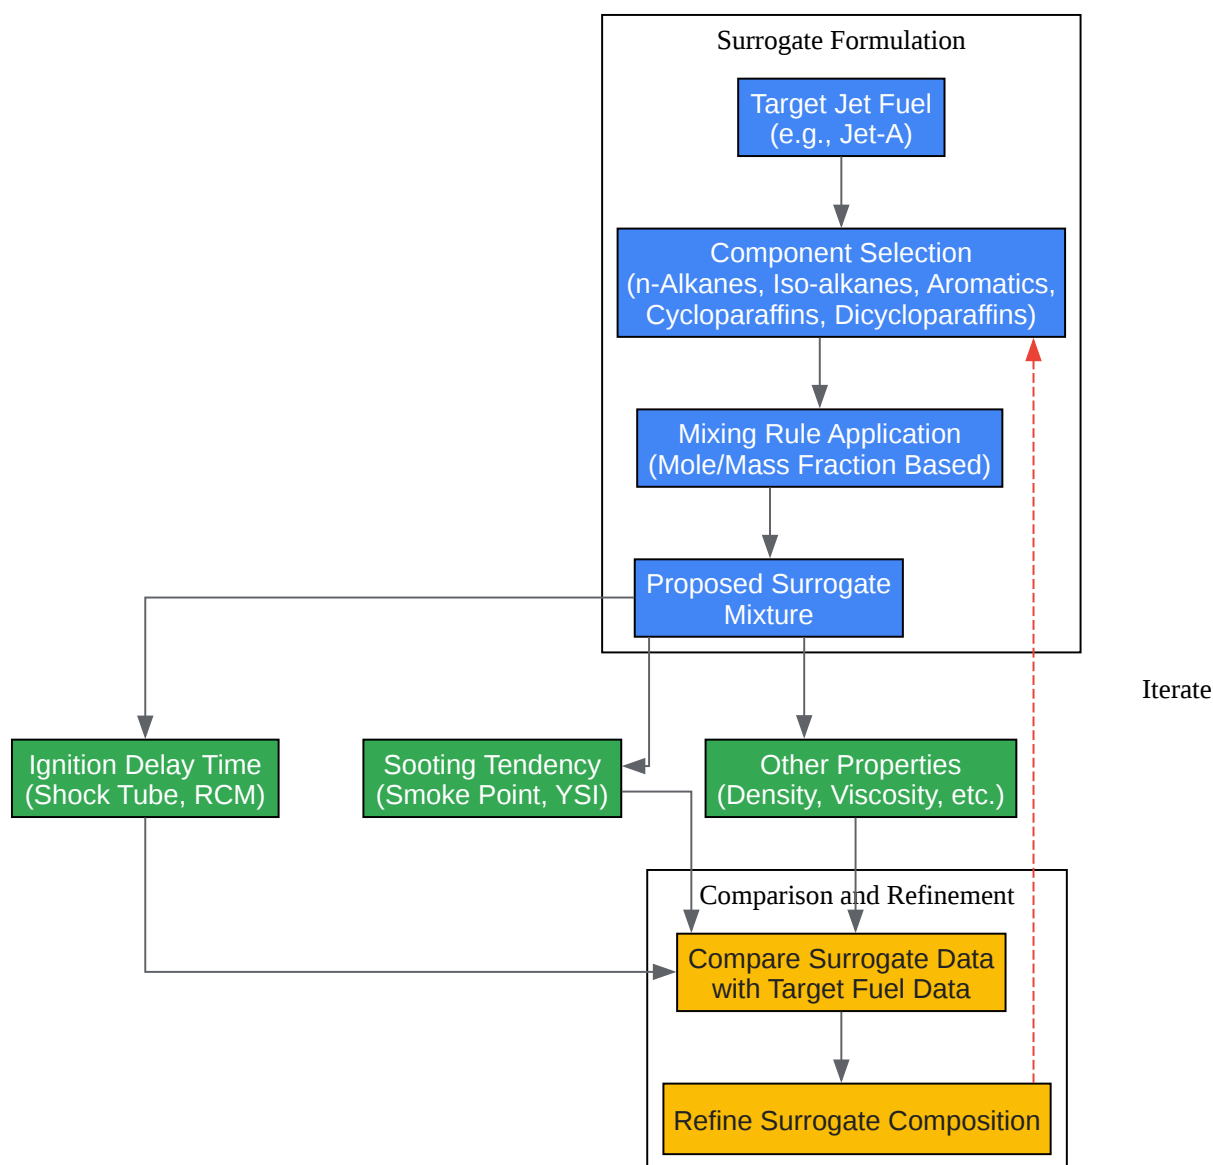 Surrogate Formulation
Target Jet Fuel
(e.g., Jet-A)
Component Selection
(n-Alkanes, Iso-alkanes, Aromatics,
Cycloparaffins, Dicycloparaffins)
Mixing Rule Application
(Mole/Mass Fraction Based)
Proposed Surrogate
Mixture
Iterate
Ignition Delay Time
(Shock Tube, RCM)
Sooting Tendency
(Smoke Point, YSI)
Other Properties
(Density, Viscosity, etc.)
Comparison and Refinement
Compare Surrogate Data
with Target Fuel Data
Refine Surrogate Composition